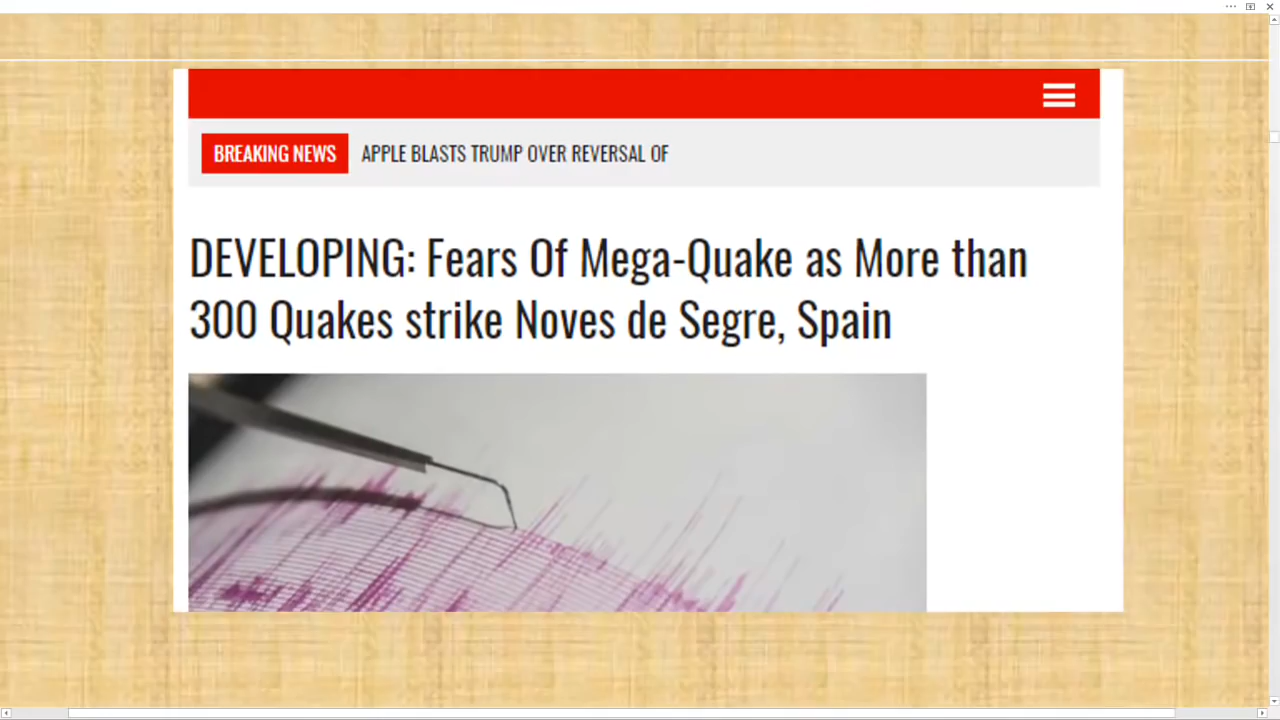 BREAKING NEWS APPLE BLASTS TRUMP OVER REVERSAL OF
DEVELOPING: Fears Of Mega-Quake as More than
300 Quakes strike Noves de Segre, Spain